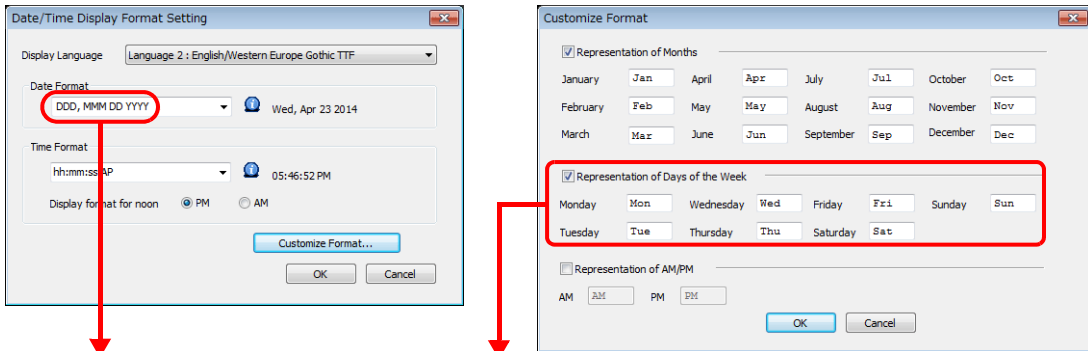 Date/Time Display Format Setting
Display Language Language 2 : English/Western Europe Gothic TTF
Date Format
DDD, MMM DD YYYY Wed, Apr 23 2014
Time Format
hh:mm:ss AP 05:46:52 PM
Display format for noon PM AM
Customize Format...
OK Cancel
Customize Format
Representation of Months
January Jan April Apr July Jul October Oct
February Feb May May August Aug November Nov
March Mar June Jun September Sep December Dec
Representation of Days of the Week
Monday Mon Wednesday Wed Friday Fri Sunday Sun
Tuesday Tue Thursday Thu Saturday Sat
Representation of AM/PM
AM AM PM PM
OK Cancel